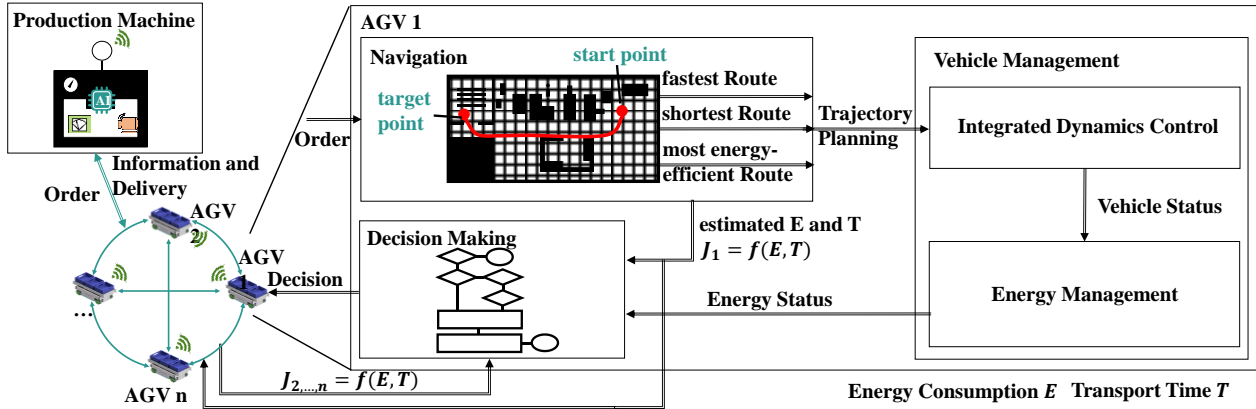 Production Machine
AI
Information and
Delivery
Order
AGV
2
AGV
1
...
AGV n
Decision
AGV 1
Navigation
start point
target
point
Order
fastest Route
shortest Route
most energy-
efficient Route
Trajectory
Planning
Vehicle Management
Integrated Dynamics Control
Vehicle Status
Energy Management
Energy Status
estimated E and T
J₁ = f(E,T)
Decision Making
J₂,...,ₙ = f(E,T)
Energy Consumption E Transport Time T